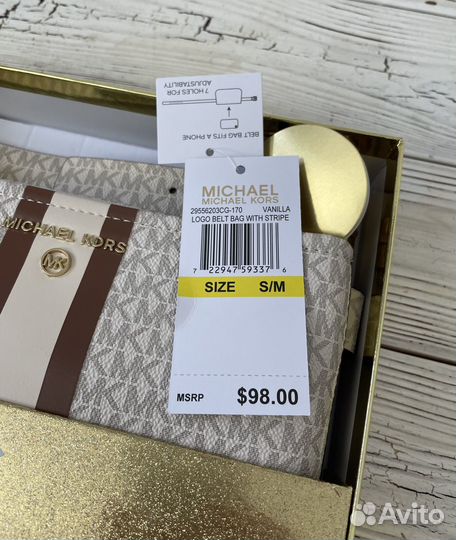 7 HOLES FOR
ADJUSTABILITY
BELT BAG FITS A PHONE
MICHAEL
MICHAEL KORS
29556203CG-170 VANILLA
LOGO BELT BAG WITH STRIPE
7 22947 59337 6
SIZE S/M
MSRP $98.00
MICHAEL KORS
MK
Avito